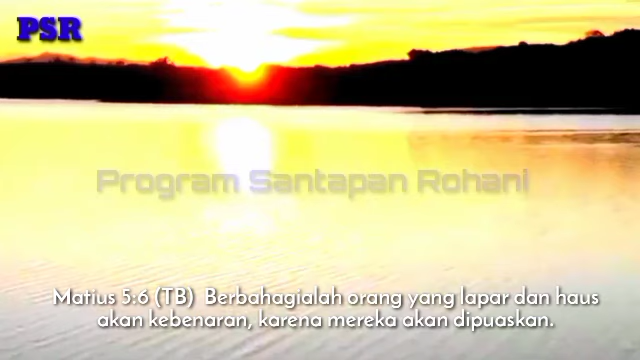 PSR
Program Santapan Rohani
Matius 5:6 (TB) Berbahagialah orang yang lapar dan haus
akan kebenaran, karena mereka akan dipuaskan.